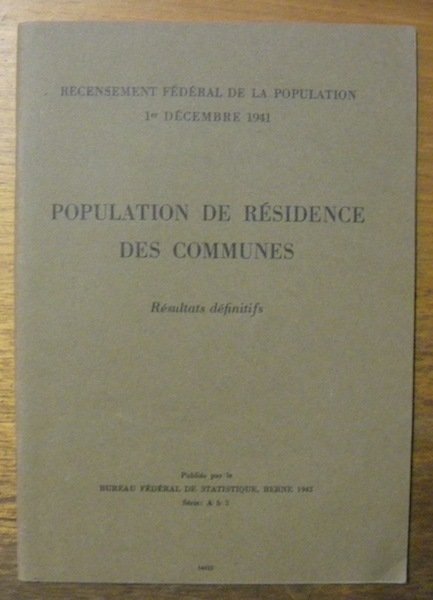 RECENSEMENT FÉDÉRAL DE LA POPULATION
1er DÉCEMBRE 1941
POPULATION DE RÉSIDENCE
DES COMMUNES
Résultats définitifs
Publiés par le
BUREAU FÉDÉRAL DE STATISTIQUE, BERNE
Série: A